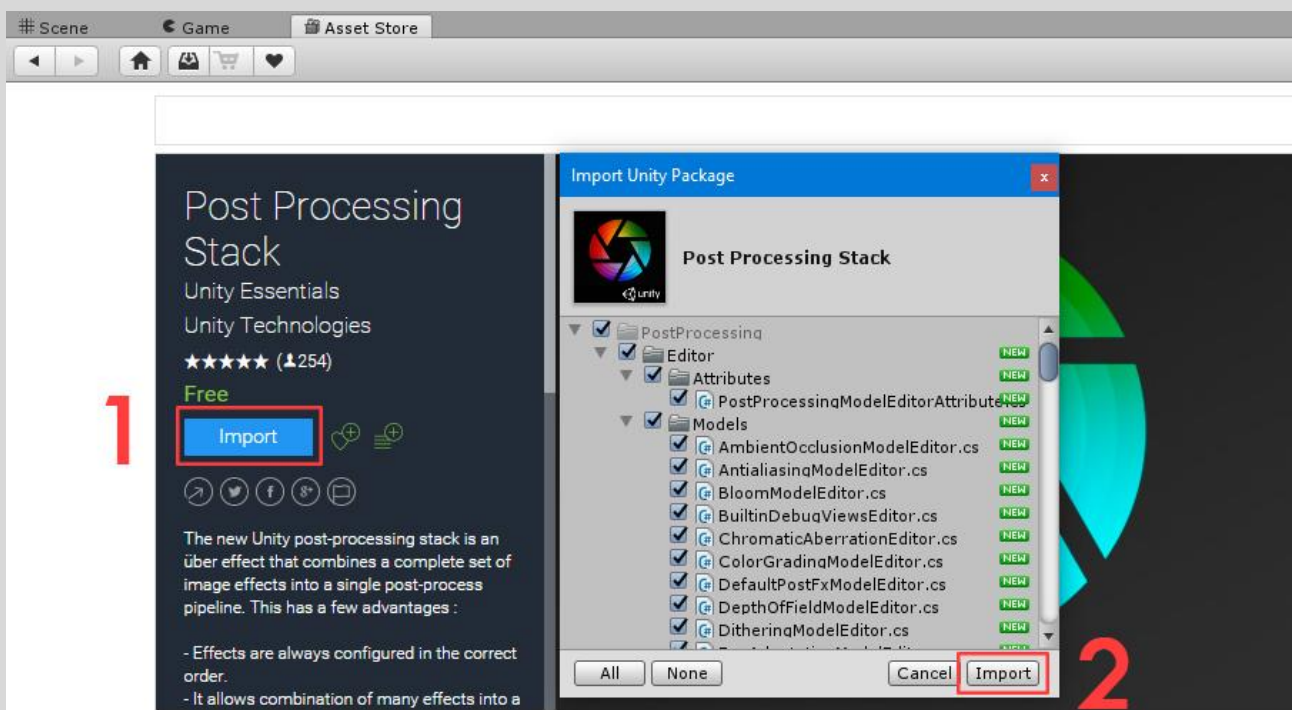 Scene
Game
Asset Store
Post Processing
Stack
Unity Essentials
Unity Technologies
(254)
Free
1
Import
The new Unity post-processing stack is an
über effect that combines a complete set of
image effects into a single post-process
pipeline. This has a few advantages :
- Effects are always configured in the correct
order.
- It allows combination of many effects into a
Import Unity Package
x
unity
Post Processing Stack
PostProcessing
Editor NEW
Attributes NEW
PostProcessingModelEditorAttribute NEW
Models NEW
AmbientOcclusionModelEditor.cs NEW
AntialiasingModelEditor.cs NEW
BloomModelEditor.cs NEW
BuiltinDebugViewsEditor.cs NEW
ChromaticAberrationEditor.cs NEW
ColorGradingModelEditor.cs NEW
DefaultPostFxModelEditor.cs NEW
DepthOfFieldModelEditor.cs NEW
DitheringModelEditor.cs NEW
All None Cancel Import
2